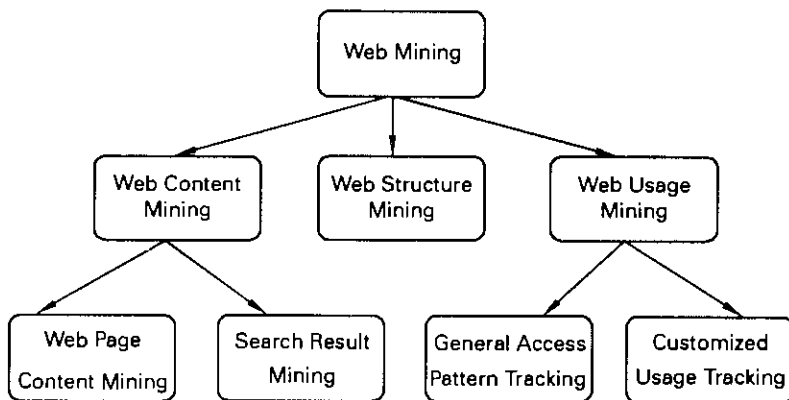 Web Mining
Web Content
Mining
Web Structure
Mining
Web Usage
Mining
Web Page
Content Mining
Search Result
Mining
General Access
Pattern Tracking
Customized
Usage Tracking